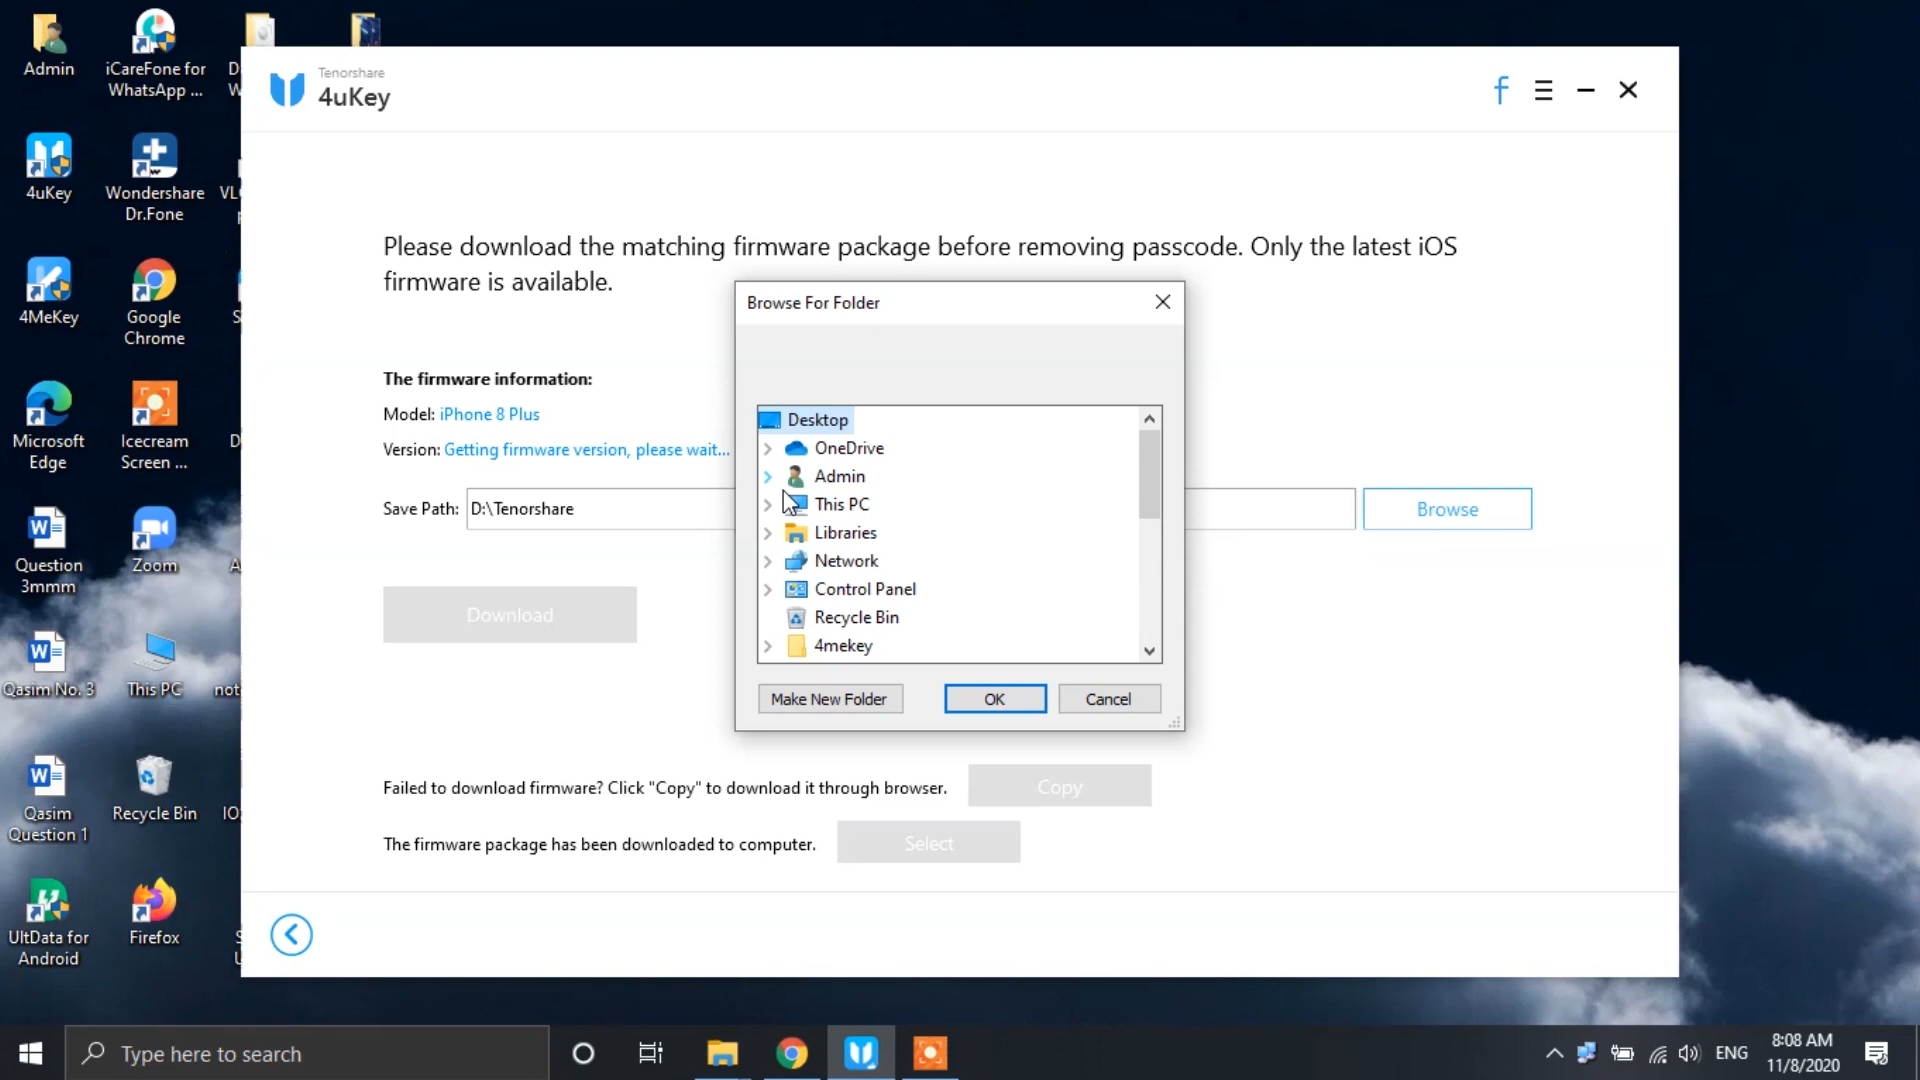 Admin
iCareFone for
WhatsApp ...
4uKey
Wondershare
Dr.Fone
4MeKey
Google
Chrome
Microsoft
Edge
Icecream
Screen ...
Question
3mmm
Zoom
Qasim No. 3
This PC
not
Qasim
Question 1
Recycle Bin
UltData for
Android
Firefox
Tenorshare
4uKey
Please download the matching firmware package before removing passcode. Only the latest iOS
firmware is available.
The firmware information:
Model: iPhone 8 Plus
Version: Getting firmware version, please wait...
Save Path: D:\Tenorshare
Browse
Download
Browse For Folder
Desktop
OneDrive
Admin
This PC
Libraries
Network
Control Panel
Recycle Bin
4mekey
Make New Folder
OK
Cancel
Failed to download firmware? Click "Copy" to download it through browser.
Copy
The firmware package has been downloaded to computer.
Select
Type here to search
ENG
8:08 AM
11/8/2020